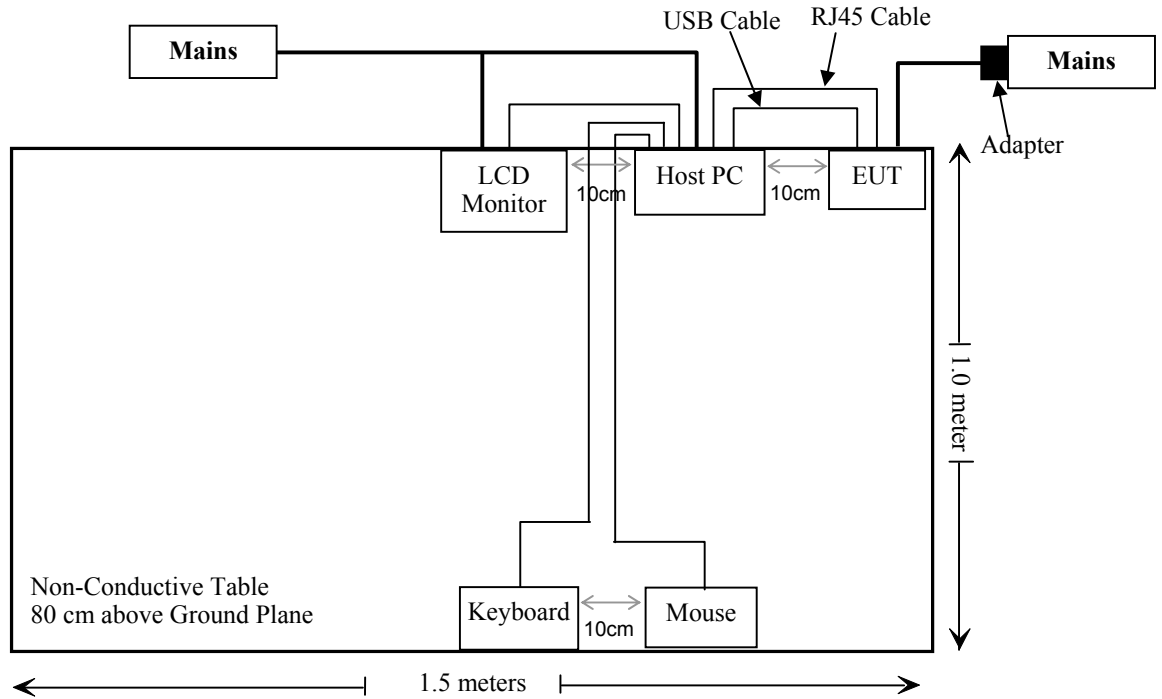 USB Cable
RJ45 Cable
Mains
Mains
Adapter
LCD
Monitor
10cm
Host PC
10cm
EUT
1.0 meter
Non-Conductive Table
80 cm above Ground Plane
Keyboard
10cm
Mouse
1.5 meters